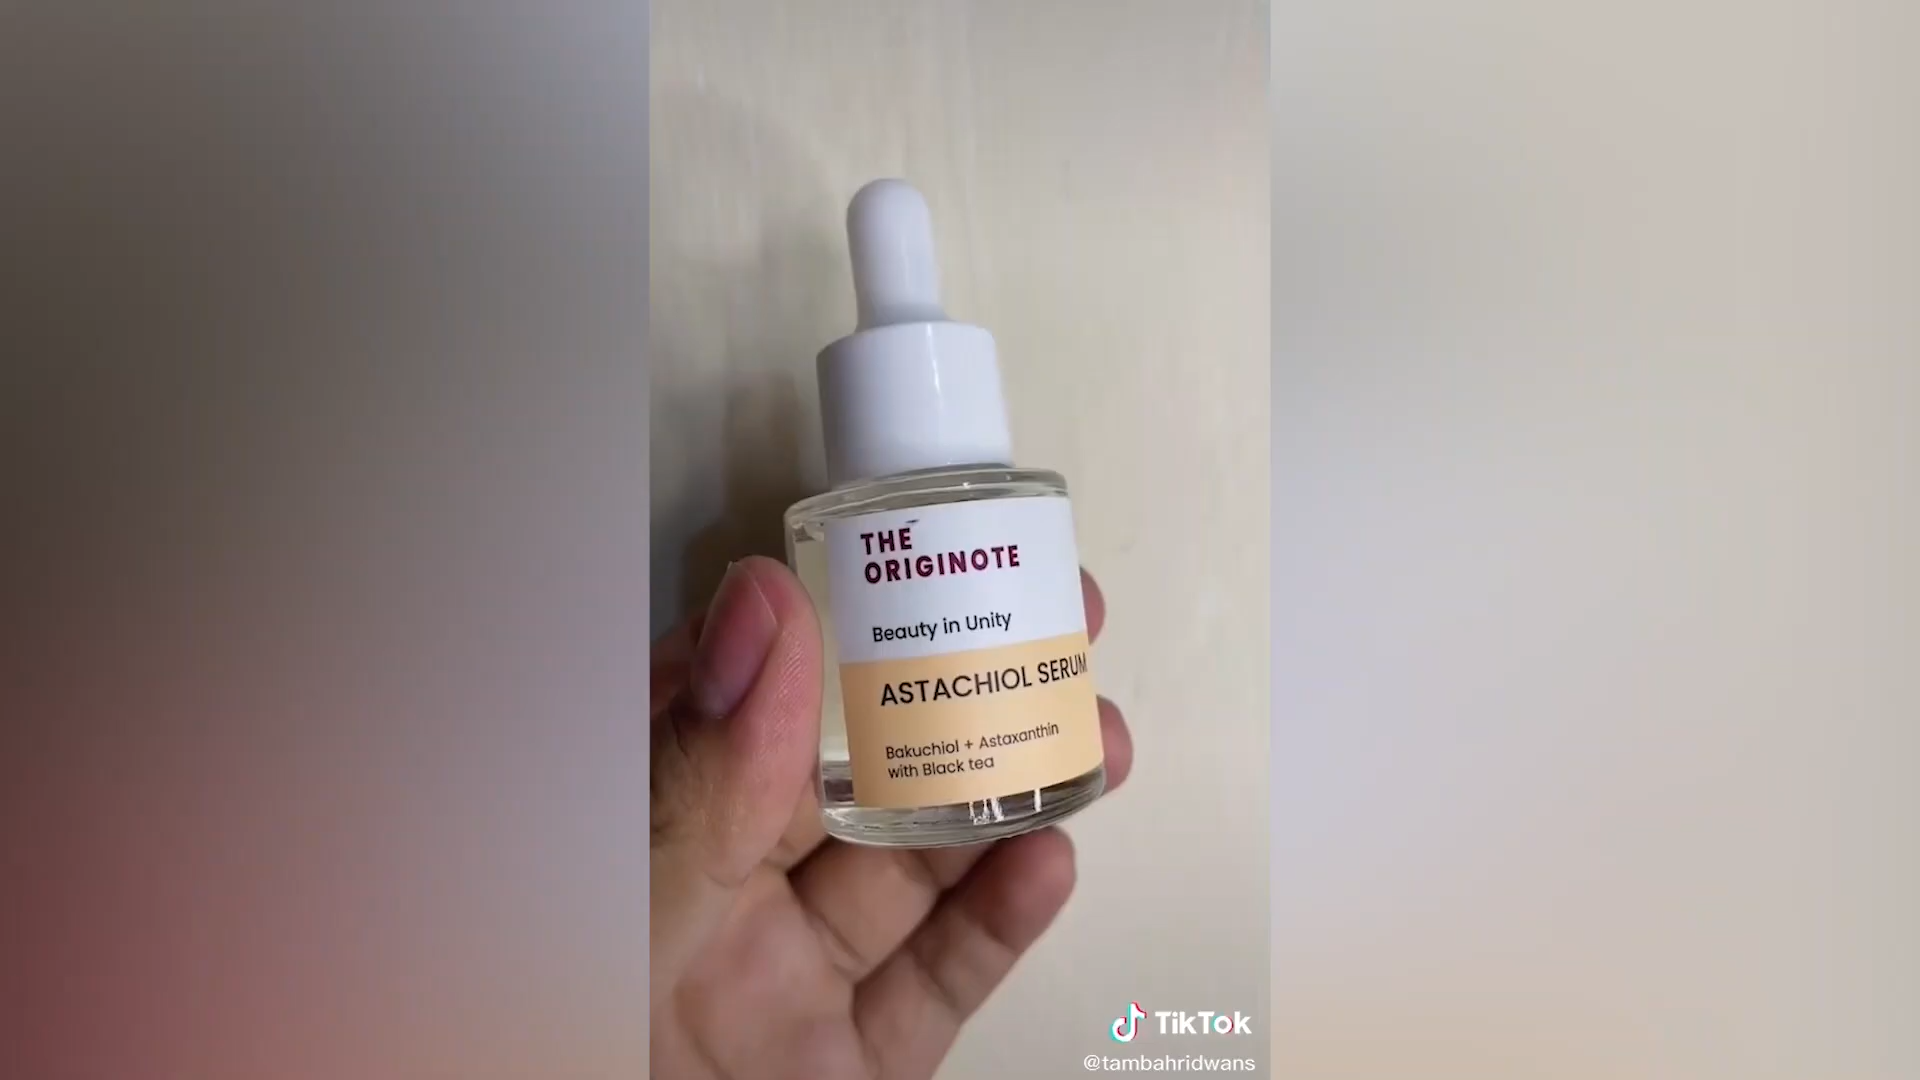 THE
ORIGINOTE
Beauty in Unity
ASTACHIOL SERUM
Bakuchiol + Astaxanthin
with Black tea
TikTok
@tambahridwans